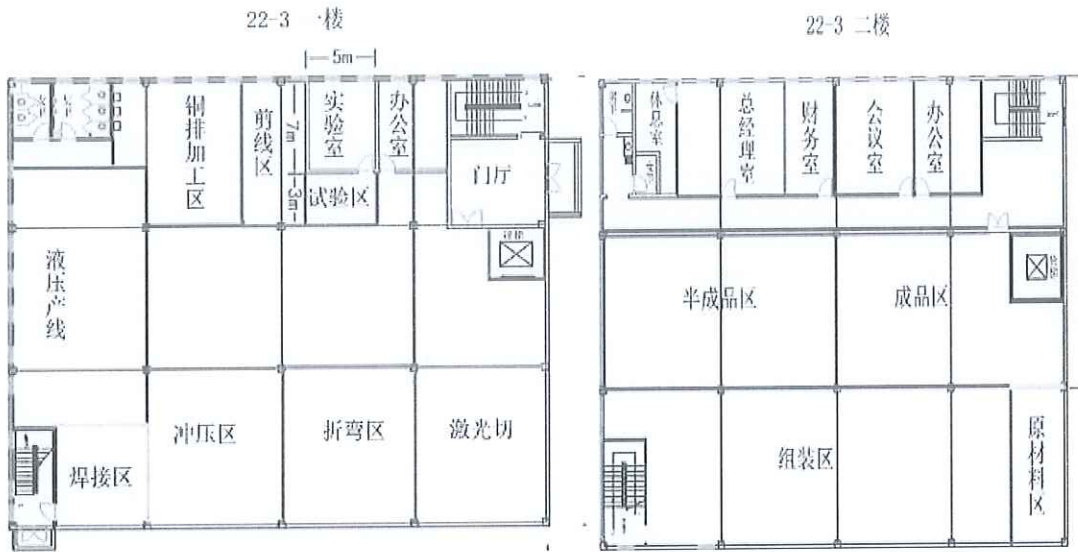 22-3 一楼
5m
铜排加工区
剪线区
7m
3m
实验室
试验区
办公室
门厅
液压产线
焊接区
冲压区
折弯区
激光切
22-3 二楼
休息室
总经理室
财务室
会议室
办公室
半成品区
成品区
组装区
原材料区